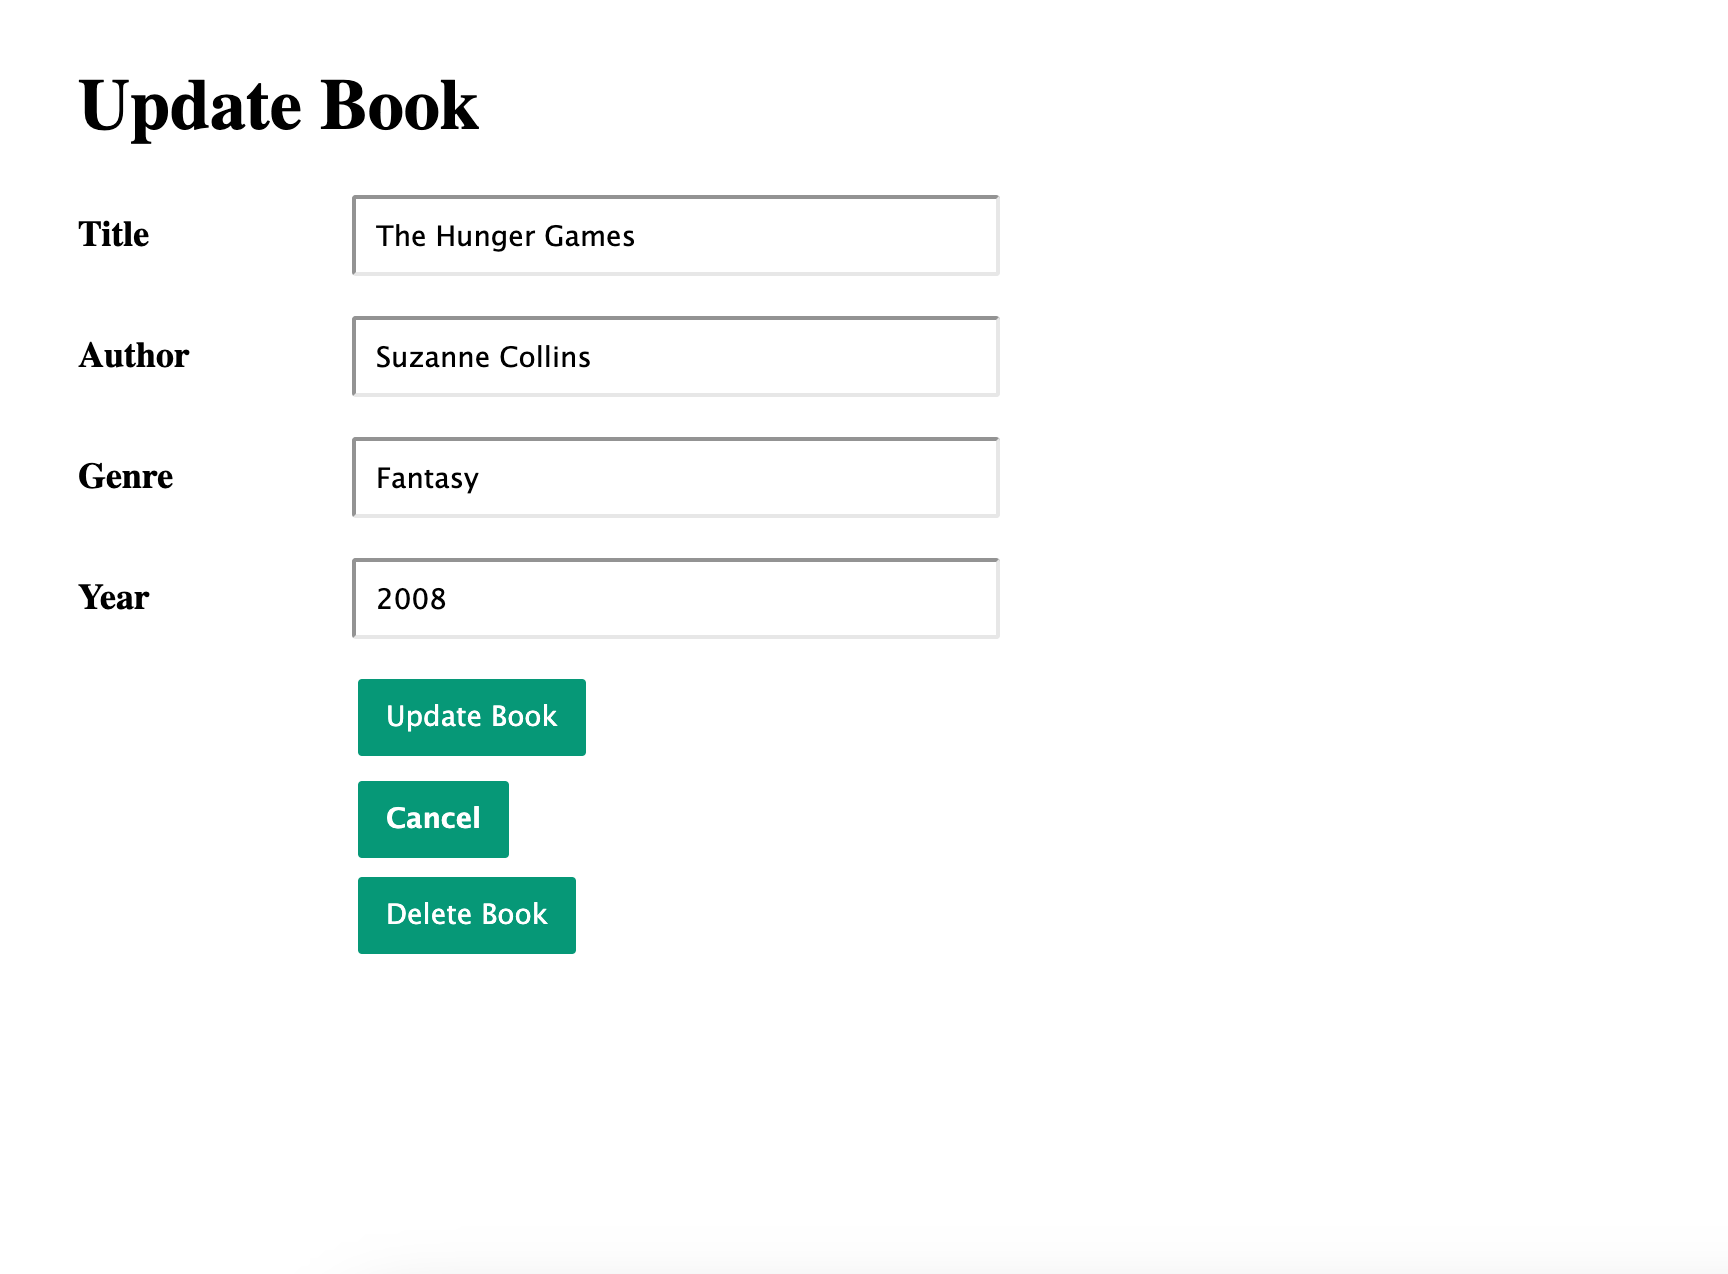 Update Book
Title
The Hunger Games
Author
Suzanne Collins
Genre
Fantasy
Year
2008
Update Book
Cancel
Delete Book